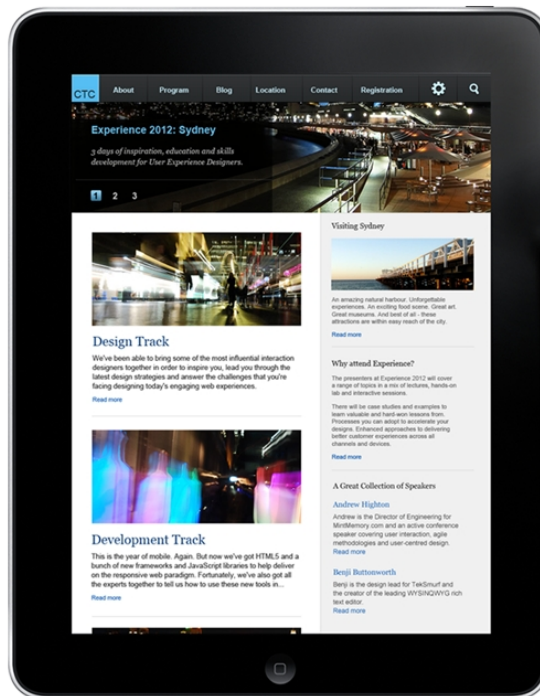 CTC
About
Program
Blog
Location
Contact
Registration
Experience 2012: Sydney
3 days of inspiration, education and skills
development for User Experience Designers.
1 2 3
Design Track
We've been able to bring some of the most influential interaction
designers together in order to inspire you, lead you through the
latest design strategies and answer the challenges that you're
facing designing today's engaging web experiences.
Read more
Development Track
This is the year of mobile. Again. But now we've got HTML5 and a
bunch of new frameworks and JavaScript libraries to help deliver
on the responsive web paradigm. Fortunately, we've also got all
the experts together to tell us how to use these new tools in...
Read more
Visiting Sydney
An amazing natural harbour. Unforgettable
experiences. An exciting food scene. Great art.
Great museums. And best of all - these
attractions are within easy reach of the city.
Read more
Why attend Experience?
The presenters at Experience 2012 will cover
a range of topics in a mix of lectures, hands-on
lab and interactive sessions.
There will be case studies and examples to
learn valuable and hard-won lessons from.
Processes you can adopt to accelerate your
designs. Enhanced approaches to delivering
better customer experiences across all
channels and devices.
Read more
A Great Collection of Speakers
Andrew Highton
Andrew is the Director of Engineering for
MintMemory.com and an active conference
speaker covering user interaction, agile
methodologies and user-centred design.
Read more
Benji Buttonworth
Benji is the design lead for TekSmurf and
the creator of the leading WYSINQWYG rich
text editor.
Read more